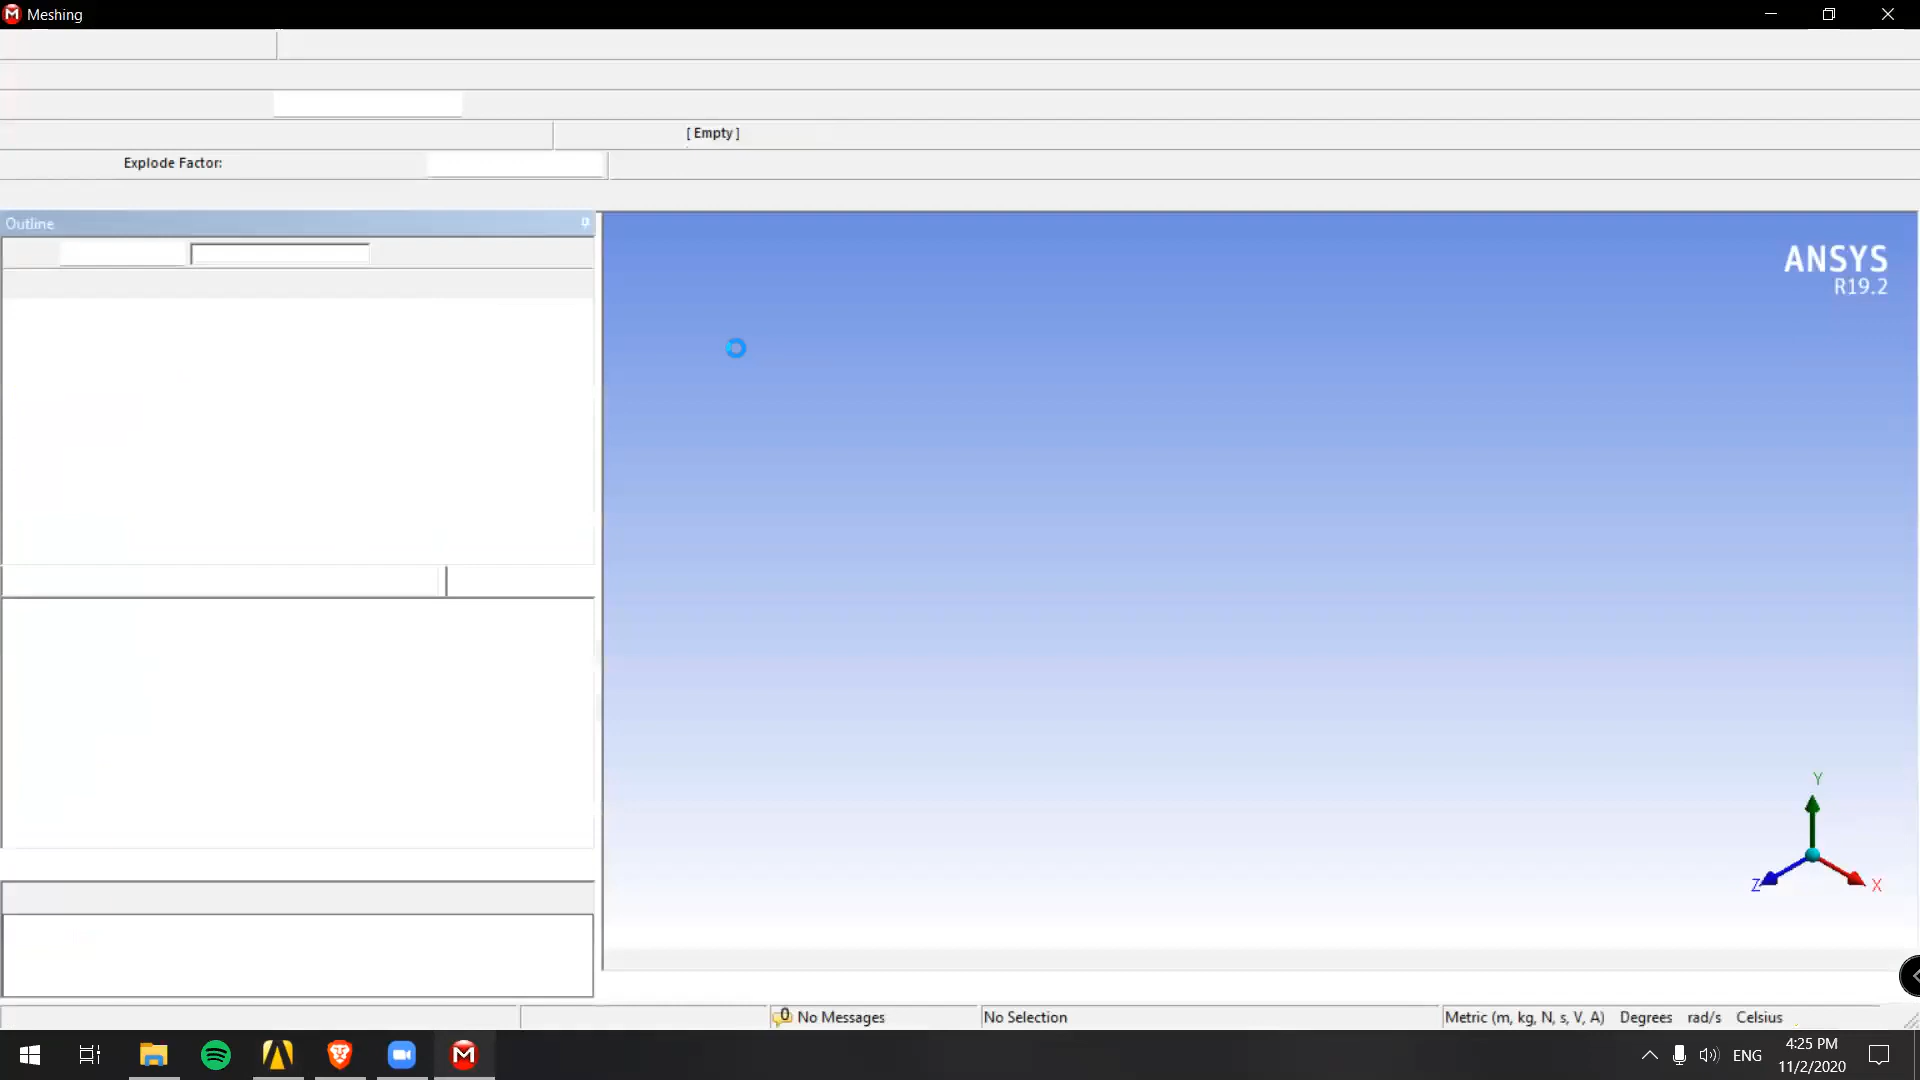 Meshing
[ Empty ]
Explode Factor:
Outline
ANSYS
R19.2
Y
Z
X
0 No Messages
No Selection
Metric (m, kg, N, s, V, A) Degrees rad/s Celsius
ENG
4:25 PM
11/2/2020